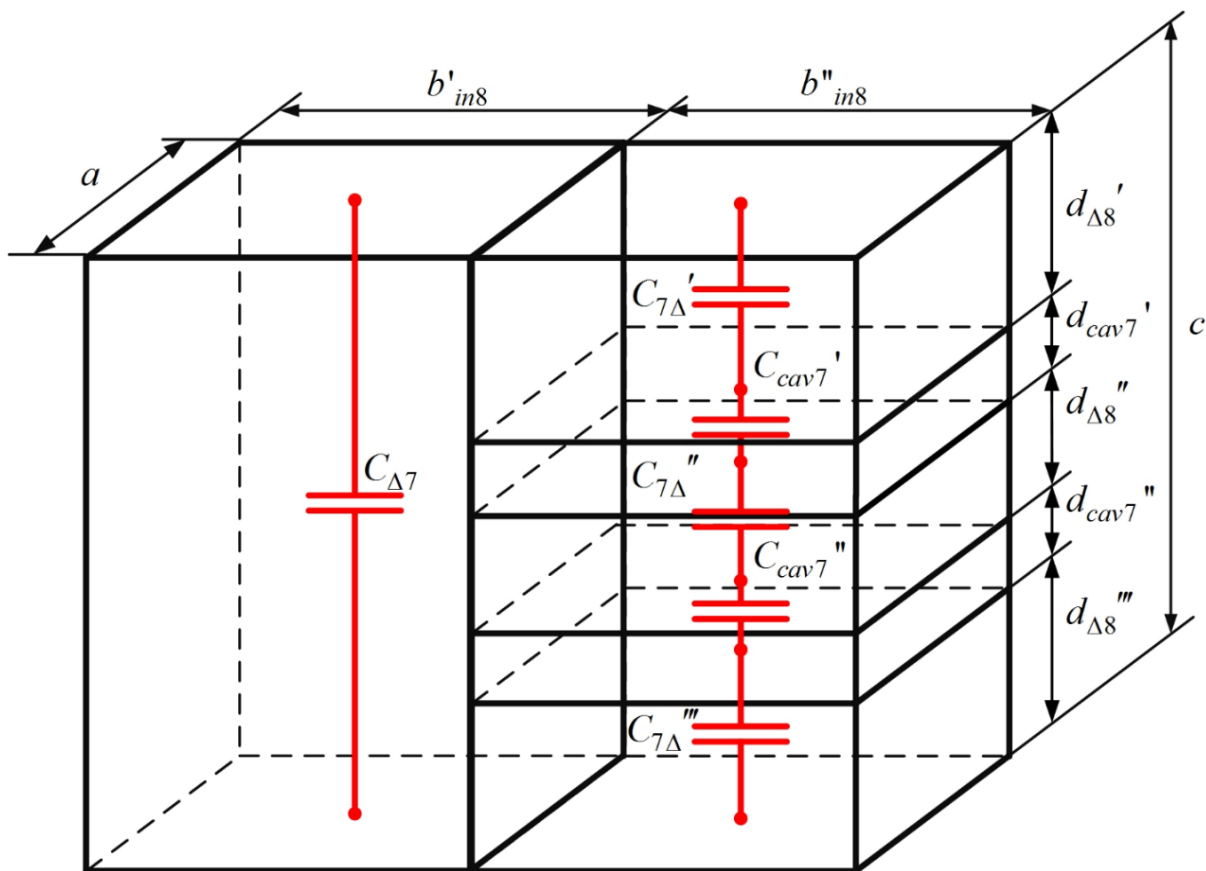 b'in8
b"in8
a
dΔ8'
C7Δ'
dcav7'
c
Ccav7'
dΔ8"
CΔ7
C7Δ"
dcav7"
Ccav7"
dΔ8'''
C7Δ'''